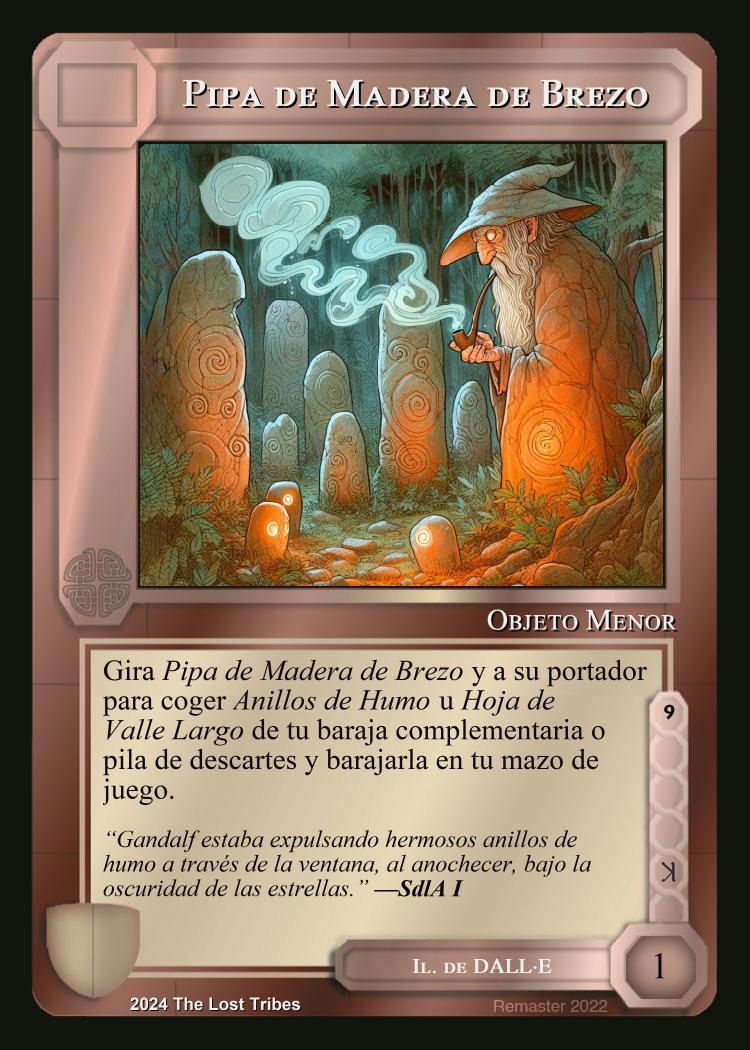 Pipa de Madera de Brezo
Objeto Menor
Gira Pipa de Madera de Brezo y a su portador
para coger Anillos de Humo u Hoja de
Valle Largo de tu baraja complementaria o
pila de descartes y barajarla en tu mazo de
juego.
“Gandalf estaba expulsando hermosos anillos de
humo a través de la ventana, al anochecer, bajo la
oscuridad de las estrellas.” —SdlA I
9
Il. de DALL·E
1
2024 The Lost Tribes
Remaster 2022